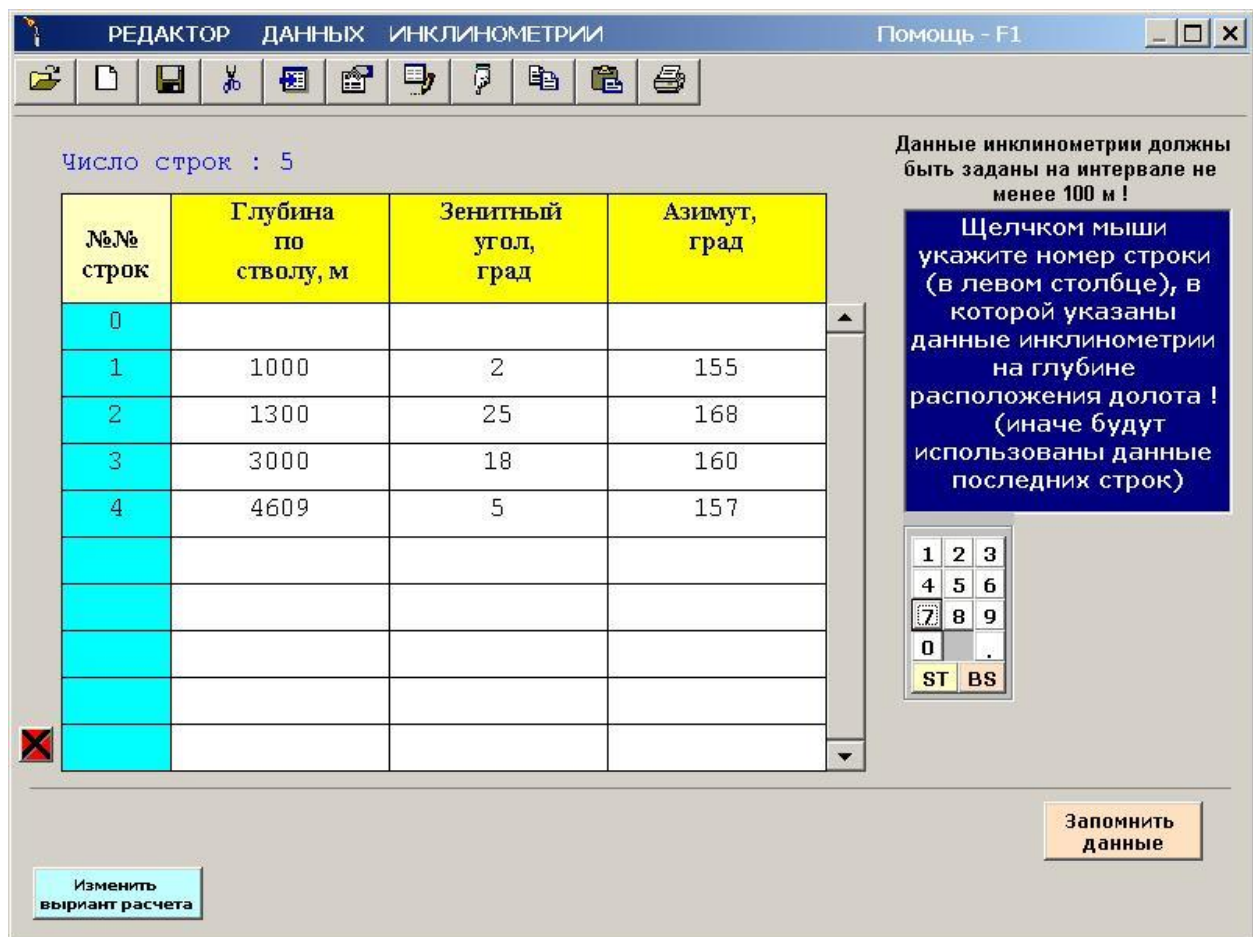 РЕДАКТОР ДАННЫХ ИНКЛИНОМЕТРИИ Помощь - F1
Число строк : 5
Данные инклинометрии должны
быть заданы на интервале не
менее 100 м !
№№
строк
Глубина
по
стволу, м
Зенитный
угол,
град
Азимут,
град
0
1 1000 2 155
2 1300 25 168
3 3000 18 160
4 4609 5 157
Щелчком мыши
укажите номер строки
(в левом столбце), в
которой указаны
данные инклинометрии
на глубине
расположения долота !
(иначе будут
использованы данные
последних строк)
1 2 3
4 5 6
7 8 9
0 .
ST BS
Запомнить
данные
Изменить
выриант расчета